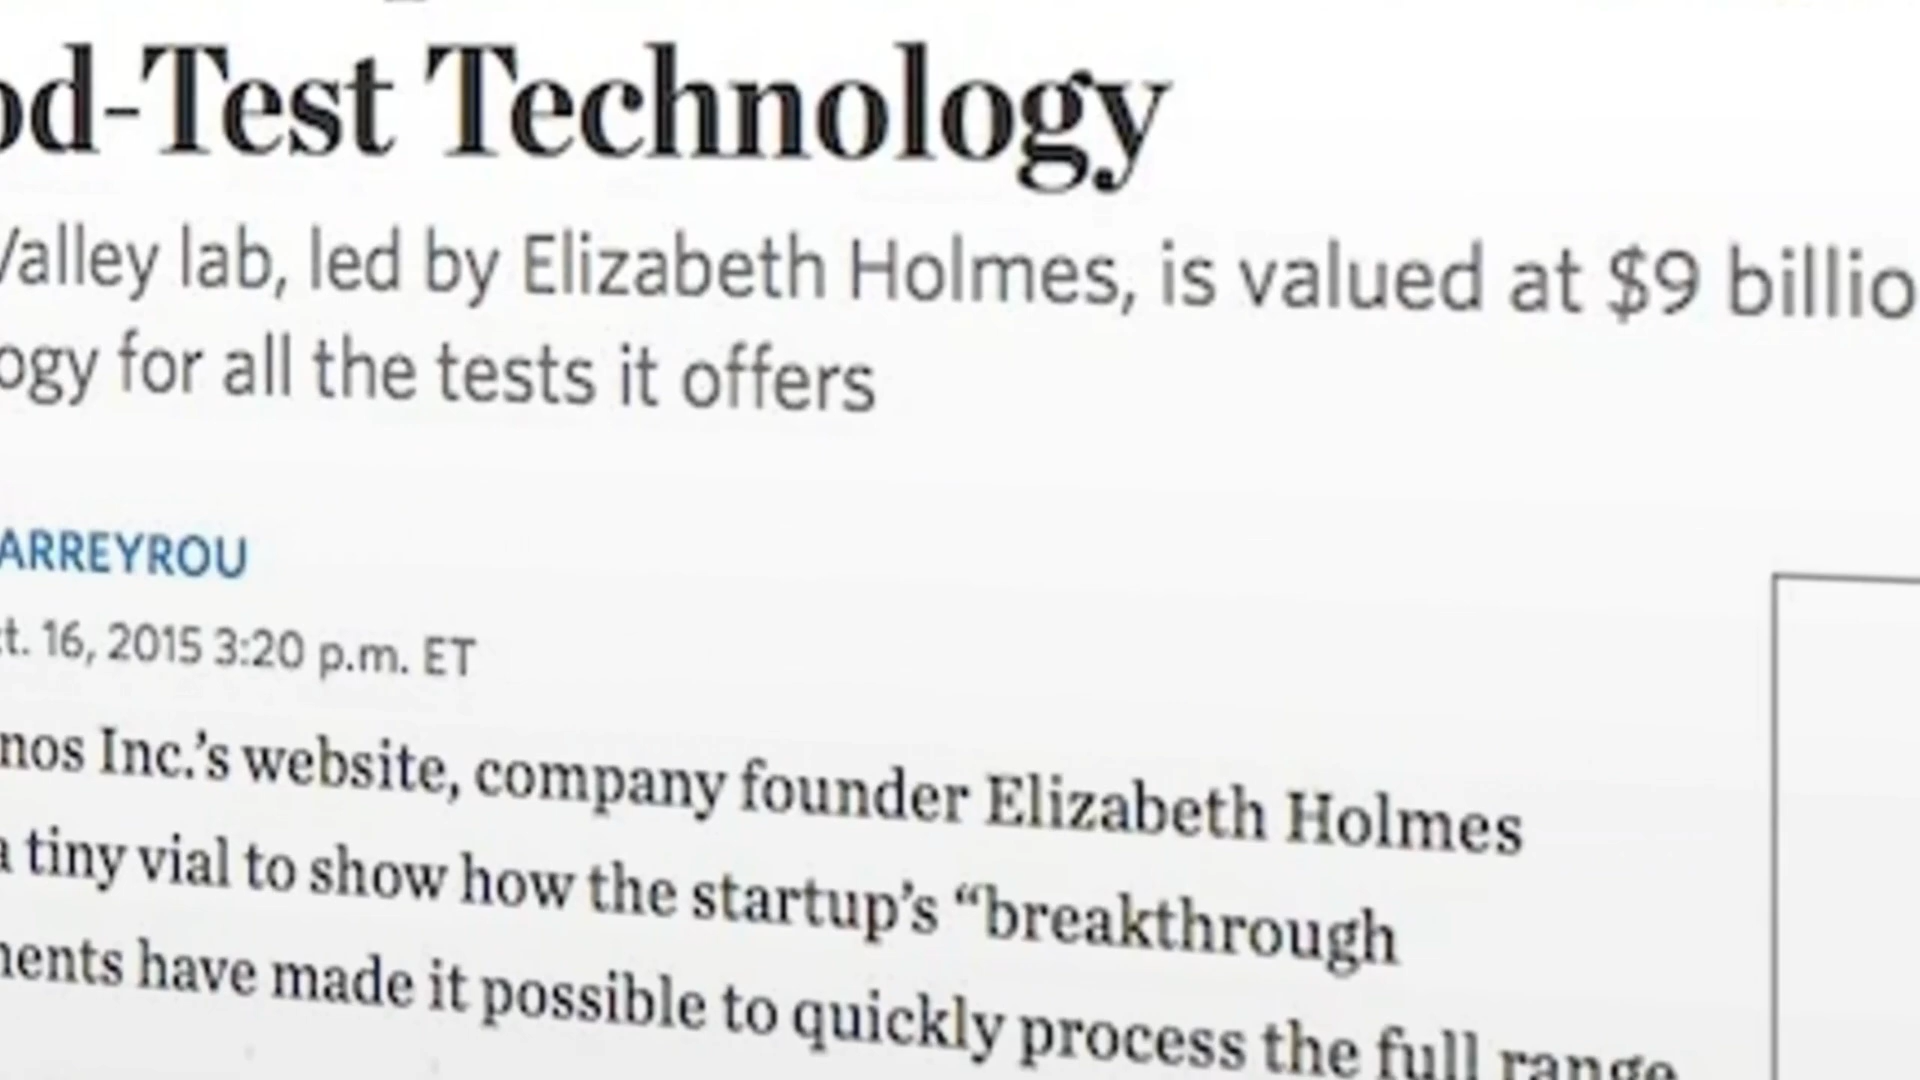 od-Test Technology
Valley lab, led by Elizabeth Holmes, is valued at $9 billio
ogy for all the tests it offers
ARREYROU
t. 16, 2015 3:20 p.m. ET
nos Inc.’s website, company founder Elizabeth Holmes
a tiny vial to show how the startup’s “breakthrough
ments have made it possible to quickly process the full range